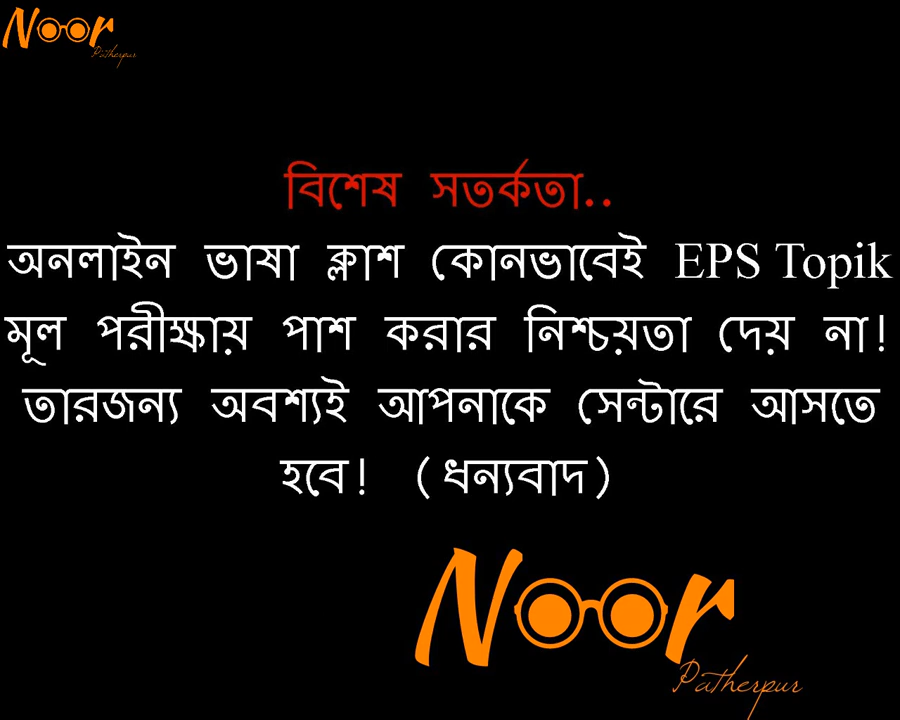 Noor
Patherpur
বিশেষ সতর্কতা..
অনলাইন ভাষা ক্লাশ কোনভাবেই EPS Topik
মূল পরীক্ষায় পাশ করার নিশ্চয়তা দেয় না!
তারজন্য অবশ্যই আপনাকে সেন্টারে আসতে
হবে! (ধন্যবাদ)
Noor
Patherpur